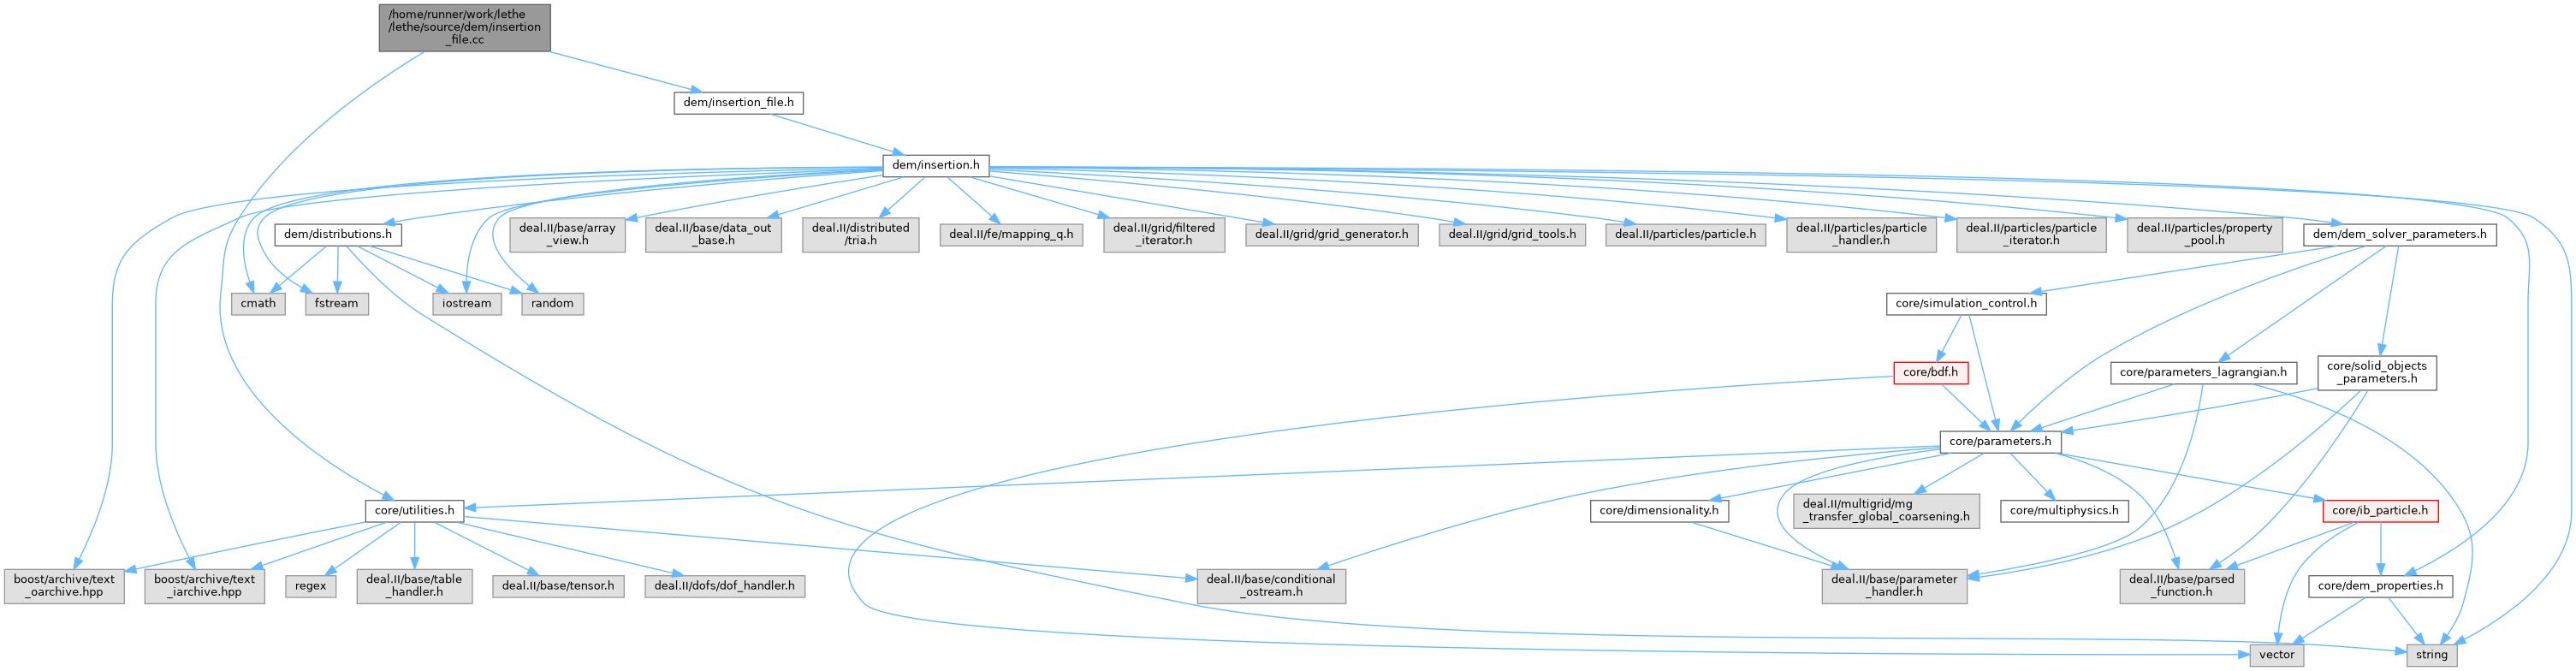 /home/runner/work/lethe
/lethe/source/dem/insertion
_file.cc
dem/insertion_file.h
dem/insertion.h
dem/distributions.h
deal.II/base/array
_view.h
deal.II/base/data_out
_base.h
deal.II/distributed
/tria.h
deal.II/fe/mapping_q.h
deal.II/grid/filtered
_iterator.h
deal.II/grid/grid_generator.h
deal.II/grid/grid_tools.h
deal.II/particles/particle.h
deal.II/particles/particle
_handler.h
deal.II/particles/particle
_iterator.h
deal.II/particles/property
_pool.h
dem/dem_solver_parameters.h
cmath
fstream
iostream
random
core/simulation_control.h
core/bdf.h
core/parameters_lagrangian.h
core/solid_objects
_parameters.h
core/parameters.h
core/utilities.h
core/dimensionality.h
deal.II/multigrid/mg
_transfer_global_coarsening.h
core/multiphysics.h
core/ib_particle.h
boost/archive/text
_oarchive.hpp
boost/archive/text
_iarchive.hpp
regex
deal.II/base/table
_handler.h
deal.II/base/tensor.h
deal.II/dofs/dof_handler.h
deal.II/base/conditional
_ostream.h
deal.II/base/parameter
_handler.h
deal.II/base/parsed
_function.h
core/dem_properties.h
vector
string